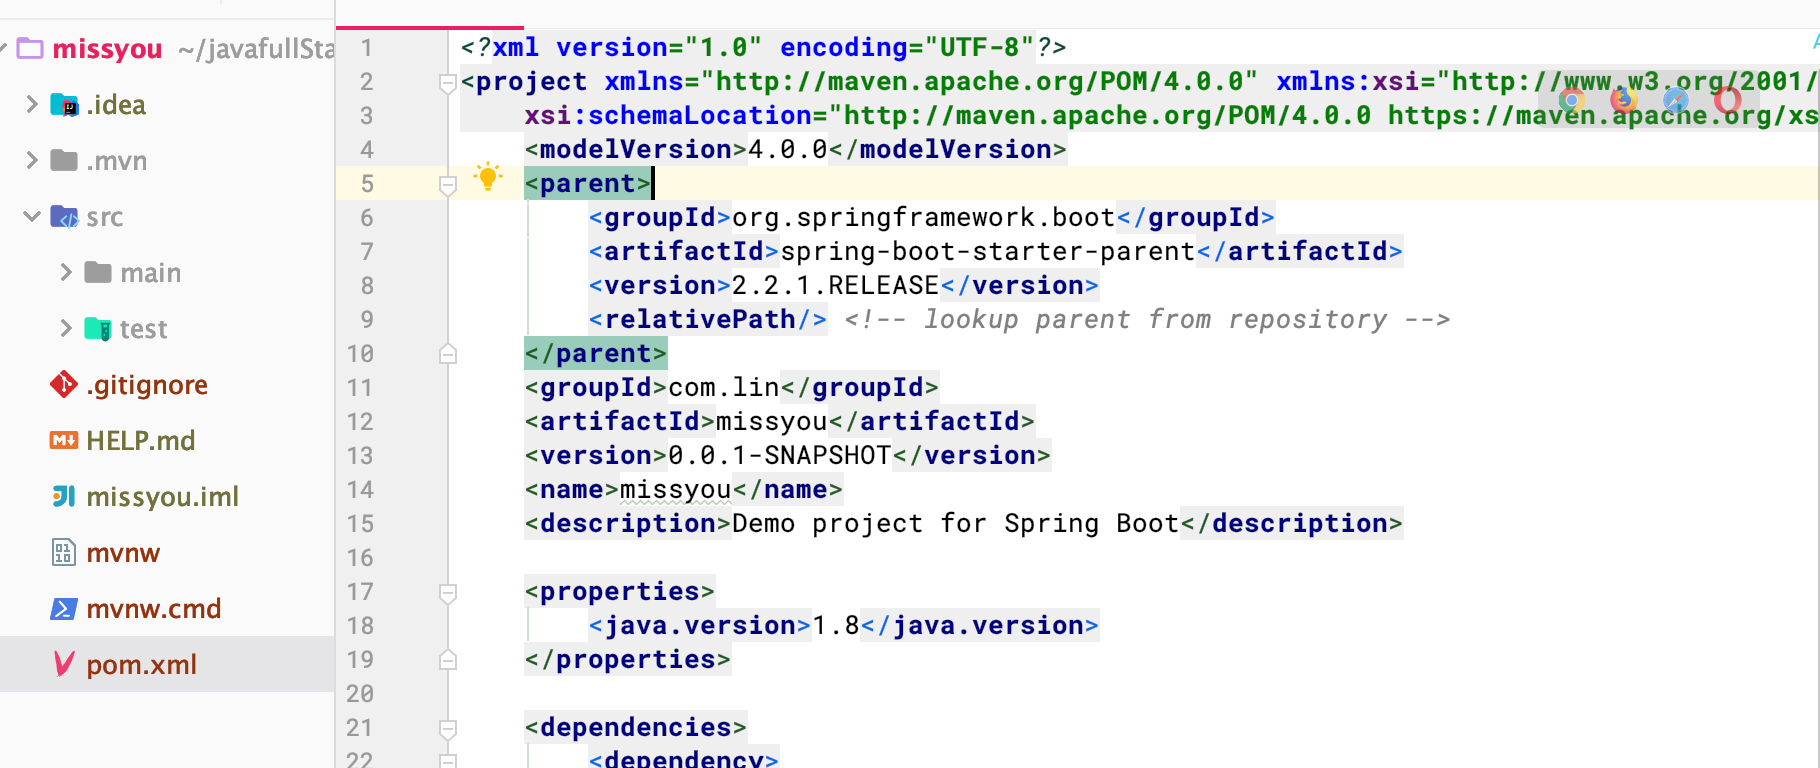 missyou ~/javafullSta
.idea
.mvn
src
main
test
.gitignore
HELP.md
missyou.iml
mvnw
mvnw.cmd
pom.xml
1 <?xml version="1.0" encoding="UTF-8"?>
2 <project xmlns="http://maven.apache.org/POM/4.0.0" xmlns:xsi="http://www.w3.org/2001/
3 xsi:schemaLocation="http://maven.apache.org/POM/4.0.0 https://maven.apache.org/xs
4 <modelVersion>4.0.0</modelVersion>
5 <parent>
6 <groupId>org.springframework.boot</groupId>
7 <artifactId>spring-boot-starter-parent</artifactId>
8 <version>2.2.1.RELEASE</version>
9 <relativePath/> <!-- lookup parent from repository -->
10 </parent>
11 <groupId>com.lin</groupId>
12 <artifactId>missyou</artifactId>
13 <version>0.0.1-SNAPSHOT</version>
14 <name>missyou</name>
15 <description>Demo project for Spring Boot</description>
16
17 <properties>
18 <java.version>1.8</java.version>
19 </properties>
20
21 <dependencies>
22 <dependency>